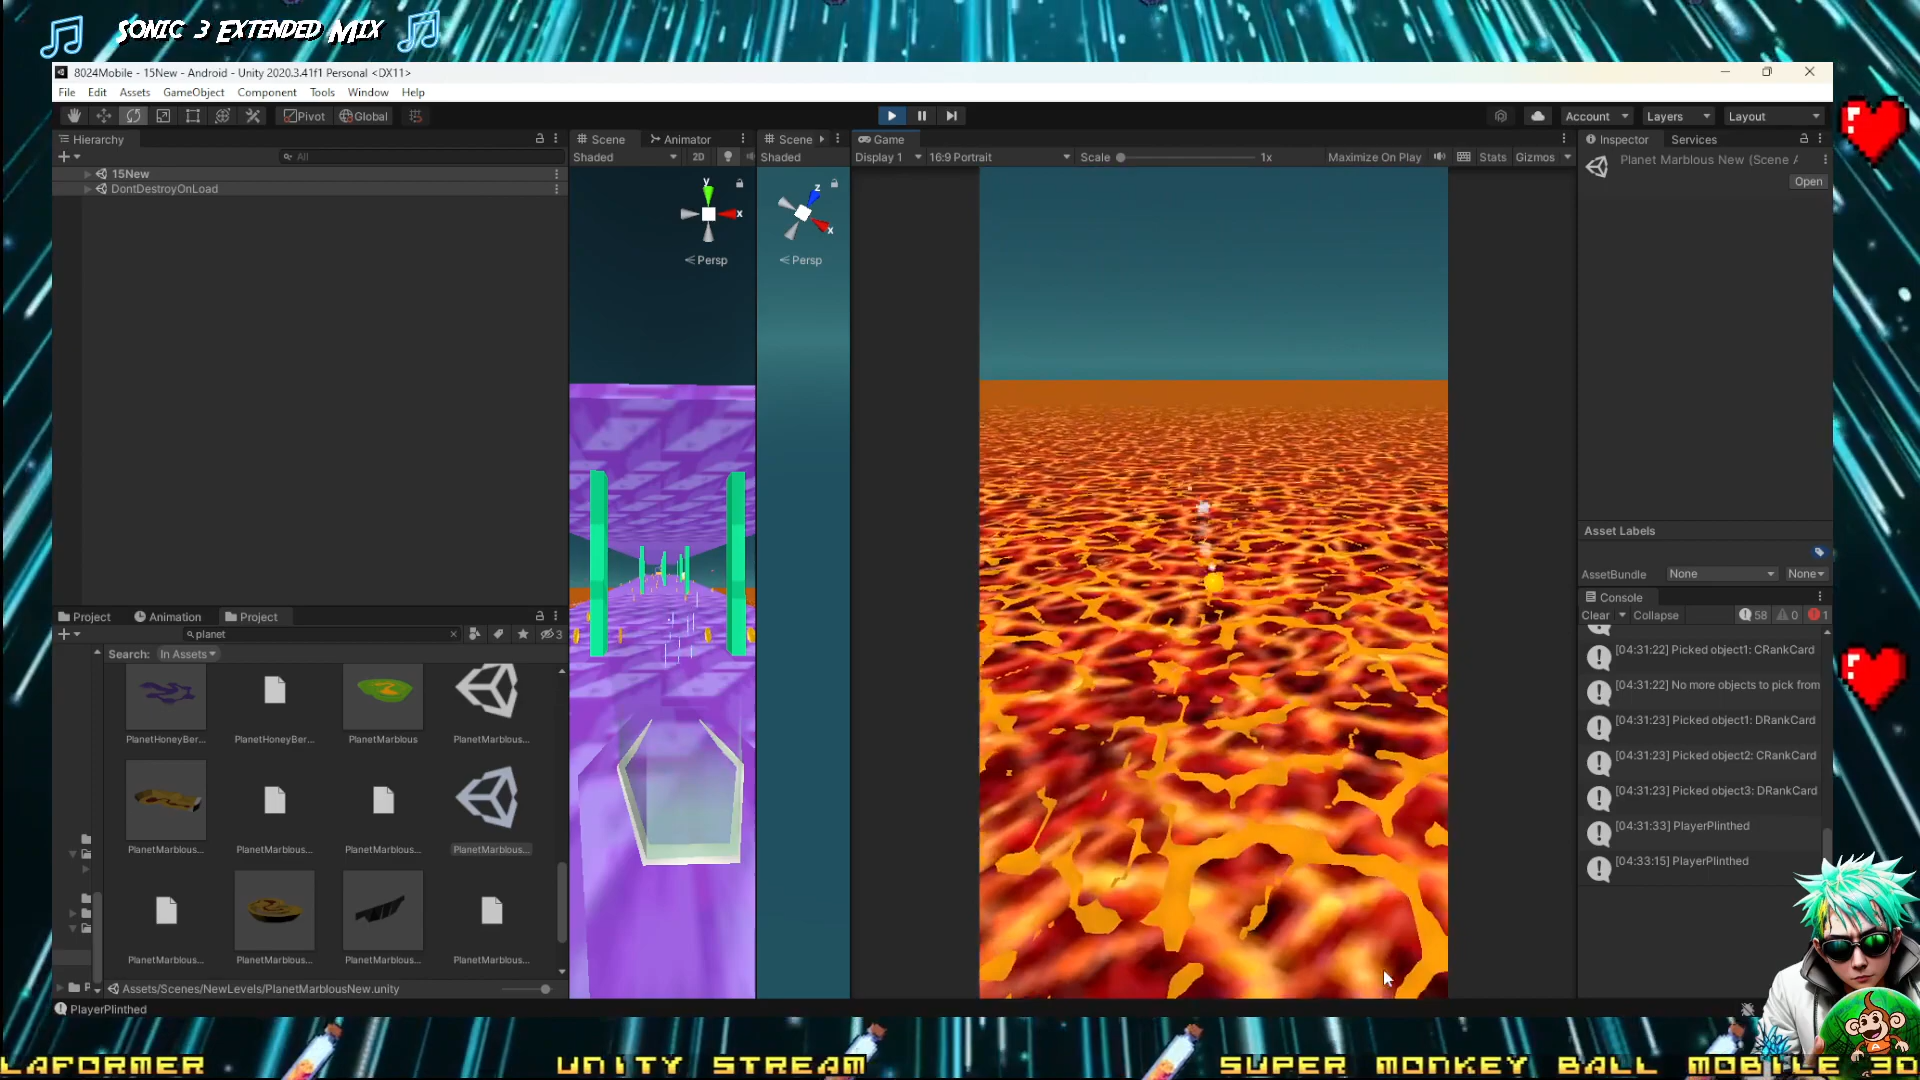 Sonic 3 Extended Mix
8024Mobile - 15New - Android - Unity 2020.3.41f1 Personal <DX11>
File Edit Assets GameObject Component Tools Window Help
Pivot Global Account Layers Layout
Hierarchy Scene Animator Scene Game Inspector Services
All Shaded 2D Shaded Display 1 16:9 Portrait Scale 1x Maximize On Play Stats Gizmos
Planet Marblous New (Scene A
Open
15New
DontDestroyOnLoad
y x z x
Persp Persp
Asset Labels
AssetBundle None None
Console
Clear Collapse 58 0 1
Project Animation Project
planet 3
Search: In Assets
PlanetHoneyBer... PlanetHoneyBer... PlanetMarblous PlanetMarblous...
PlanetMarblous... PlanetMarblous... PlanetMarblous... PlanetMarblous...
PlanetMarblous... PlanetMarblous... PlanetMarblous... PlanetMarblous...
Assets/Scenes/NewLevels/PlanetMarblousNew.unity
[04:31:22] Picked object1: CRankCard
[04:31:22] No more objects to pick from
[04:31:23] Picked object1: DRankCard
[04:31:23] Picked object2: CRankCard
[04:31:23] Picked object3: DRankCard
[04:31:33] PlayerPlinthed
[04:33:15] PlayerPlinthed
PlayerPlinthed
LAFORMER UNITY STREAM SUPER MONKEY BALL MOBILE 3D